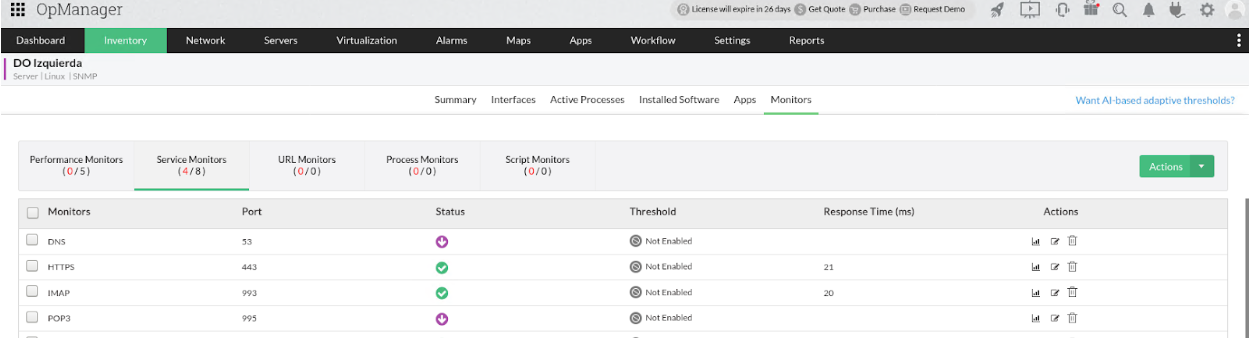 OpManager
License will expire in 26 days Get Quote Purchase Request Demo
Dashboard Inventory Network Servers Virtualization Alarms Maps Apps Workflow Settings Reports
DO Izquierda
Server | Linux | SNMP
Summary Interfaces Active Processes Installed Software Apps Monitors Want AI-based adaptive thresholds?
Performance Monitors Service Monitors URL Monitors Process Monitors Script Monitors
(0/5) (4/8) (0/0) (0/0) (0/0)
Actions
Monitors Port Status Threshold Response Time (ms) Actions
DNS 53 Not Enabled
HTTPS 443 Not Enabled 21
IMAP 993 Not Enabled 20
POP3 995 Not Enabled